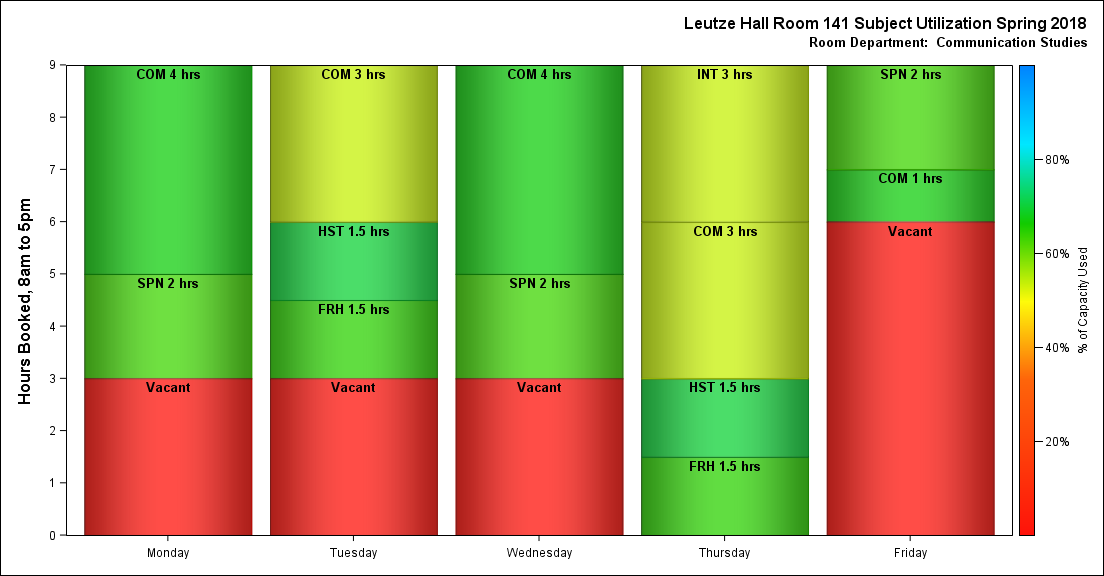 Leutze Hall Room 141 Subject Utilization Spring 2018
Room Department:  Communication Studies
Hours Booked, 8am to 5pm
9
8
7
6
5
4
3
2
1
0
COM 4 hrs
SPN 2 hrs
Vacant
COM 3 hrs
HST 1.5 hrs
FRH 1.5 hrs
Vacant
COM 4 hrs
SPN 2 hrs
Vacant
INT 3 hrs
COM 3 hrs
HST 1.5 hrs
FRH 1.5 hrs
SPN 2 hrs
COM 1 hrs
Vacant
Monday
Tuesday
Wednesday
Thursday
Friday
80%
60%
40%
20%
% of Capacity Used